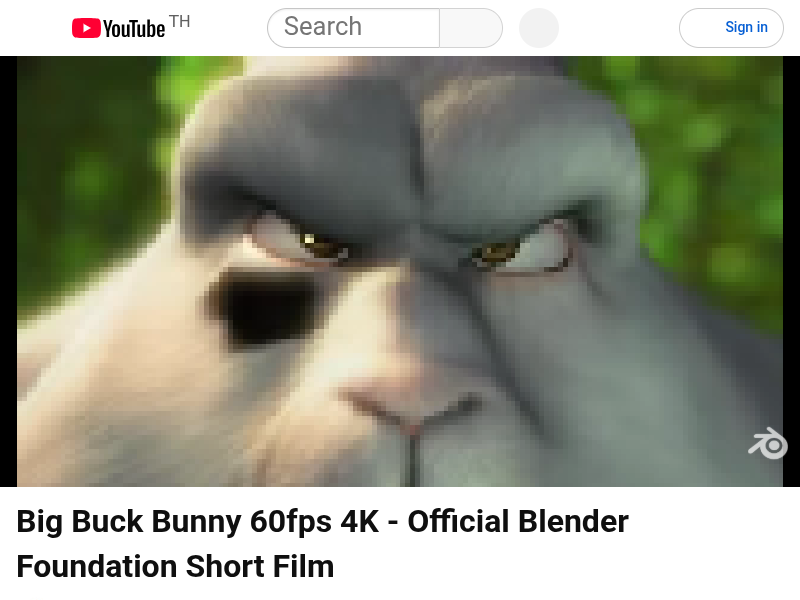 YouTube TH
Search
Sign in
Big Buck Bunny 60fps 4K - Official Blender
Foundation Short Film